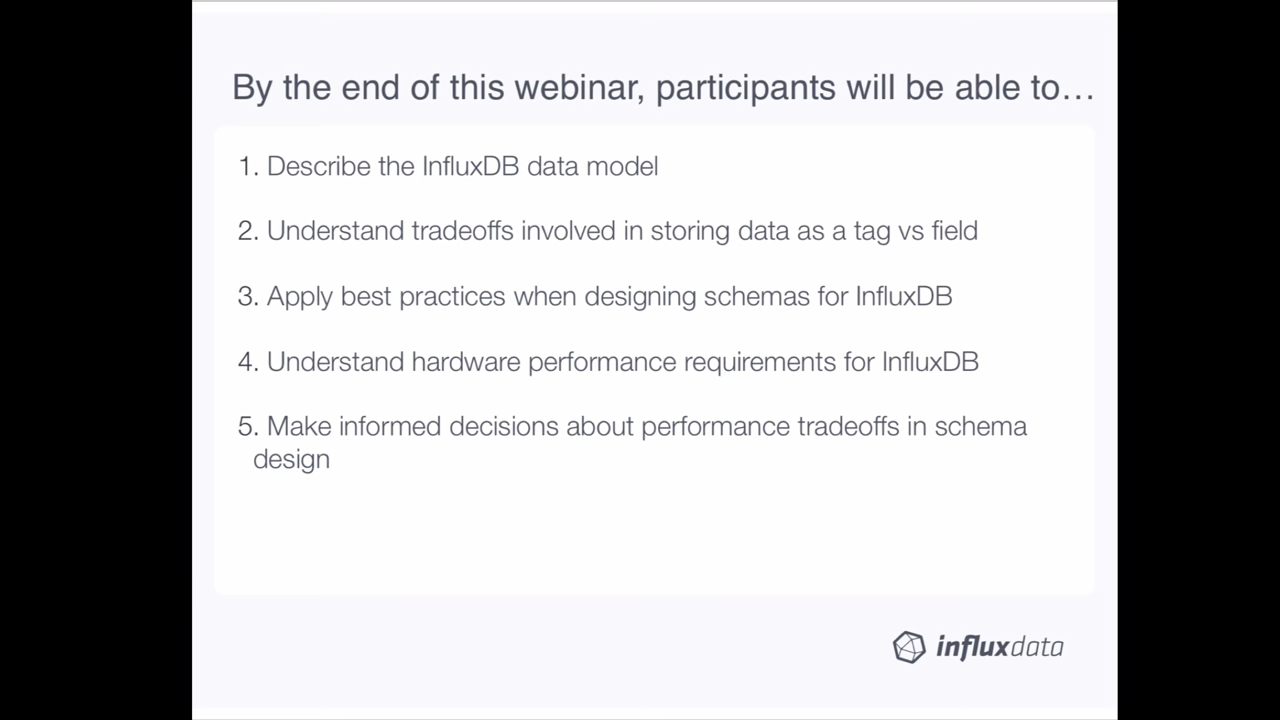 By the end of this webinar, participants will be able to…
1. Describe the InfluxDB data model
2. Understand tradeoffs involved in storing data as a tag vs field
3. Apply best practices when designing schemas for InfluxDB
4. Understand hardware performance requirements for InfluxDB
5. Make informed decisions about performance tradeoffs in schema
design
influxdata